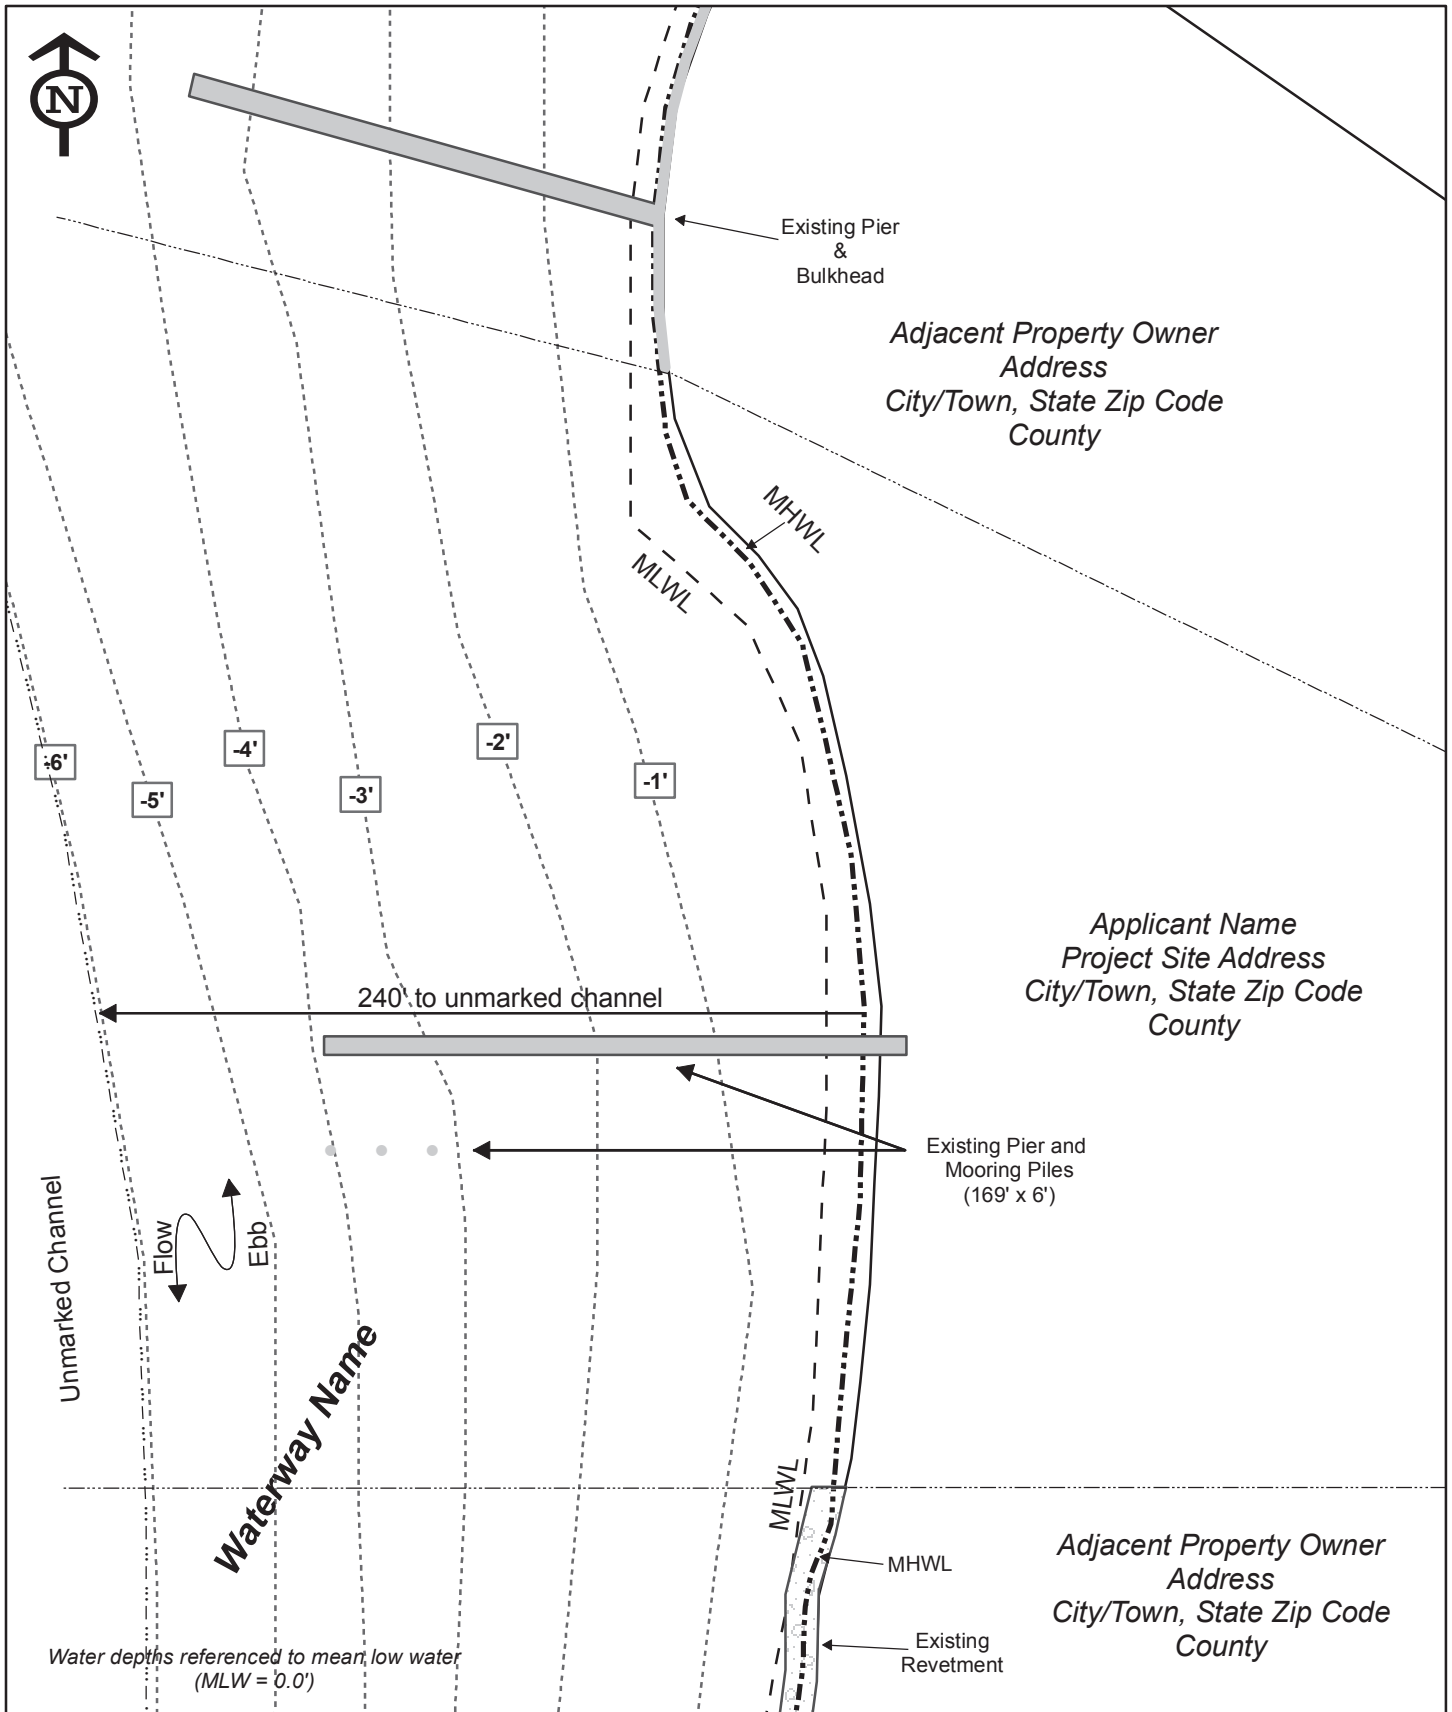 N
Existing Pier
&
Bulkhead
Adjacent Property Owner
Address
City/Town, State Zip Code
County
MHWL
MLWL
-6'
-5'
-4'
-3'
-2'
-1'
Applicant Name
Project Site Address
City/Town, State Zip Code
County
240' to unmarked channel
Existing Pier and
Mooring Piles
(169' x 6')
Unmarked Channel
Flow
Ebb
Waterway Name
MLWL
MHWL
Existing
Revetment
Adjacent Property Owner
Address
City/Town, State Zip Code
County
Water depths referenced to mean low water
(MLW = 0.0')